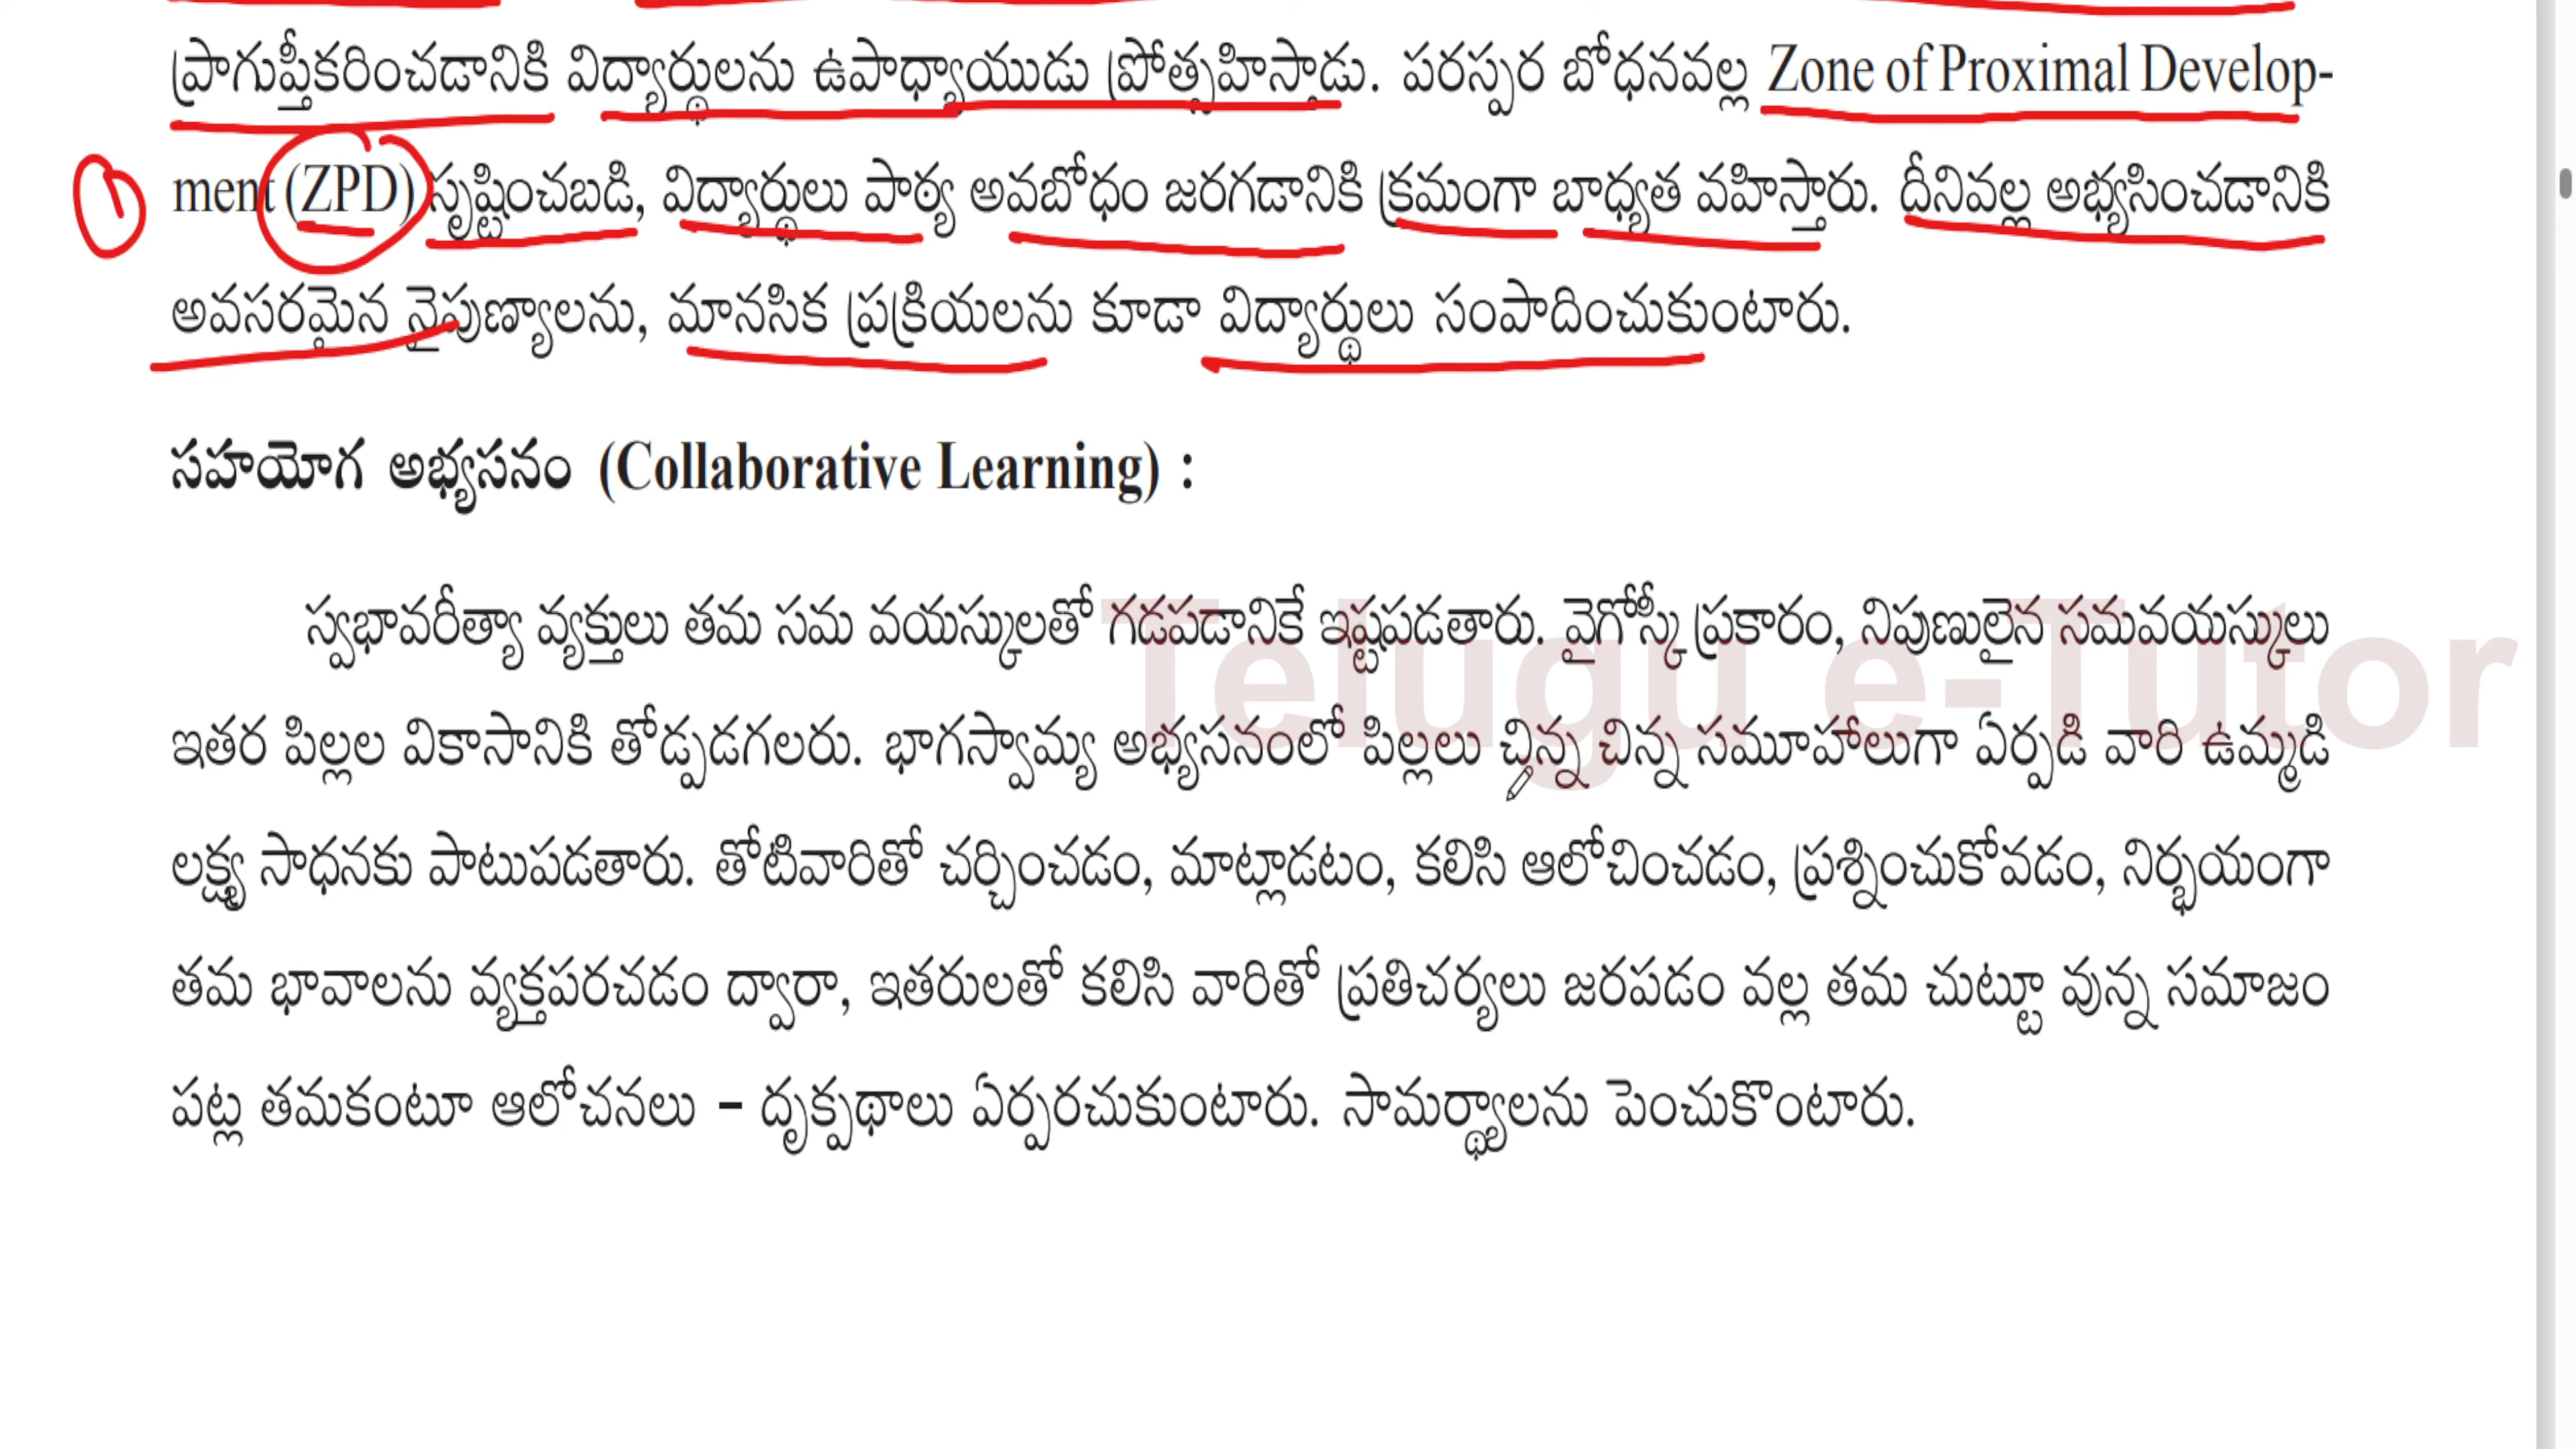 ప్రాగుప్తీకరించడానికి విద్యార్థులను ఉపాధ్యాయుడు ప్రోత్సహిస్తాడు. పరస్పర బోధనవల్ల Zone of Proximal Develop-
ment (ZPD) సృష్టించబడి, విద్యార్థులు పాఠ్య అవబోధం జరగడానికి క్రమంగా బాధ్యత వహిస్తారు. దీనివల్ల అభ్యసించడానికి
అవసరమైన నైపుణ్యాలను, మానసిక ప్రక్రియలను కూడా విద్యార్థులు సంపాదించుకుంటారు.
సహయోగ అభ్యసనం (Collaborative Learning) :
స్వభావరీత్యా వ్యక్తులు తమ సమ వయస్కులతో గడపడానికే ఇష్టపడతారు. వైగోస్కీ ప్రకారం, నిపుణులైన సమవయస్కులు
ఇతర పిల్లల వికాసానికి తోడ్పడగలరు. భాగస్వామ్య అభ్యసనంలో పిల్లలు చిన్న చిన్న సమూహాలుగా ఏర్పడి వారి ఉమ్మడి
లక్ష్య సాధనకు పాటుపడతారు. తోటివారితో చర్చించడం, మాట్లాడటం, కలిసి ఆలోచించడం, ప్రశ్నించుకోవడం, నిర్భయంగా
తమ భావాలను వ్యక్తపరచడం ద్వారా, ఇతరులతో కలిసి వారితో ప్రతిచర్యలు జరపడం వల్ల తమ చుట్టూ వున్న సమాజం
పట్ల తమకంటూ ఆలోచనలు – దృక్పథాలు ఏర్పరచుకుంటారు. సామర్థ్యాలను పెంచుకొంటారు.
Telugu e-Tutor